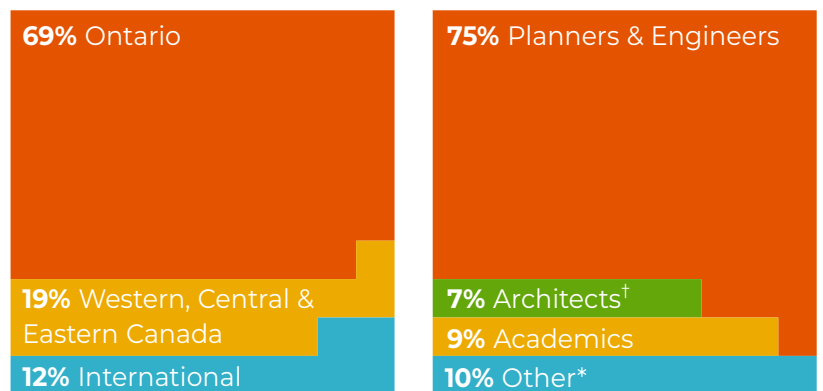 69% Ontario
19% Western, Central &
Eastern Canada
12% International
75% Planners & Engineers
7% Architects†
9% Academics
10% Other*